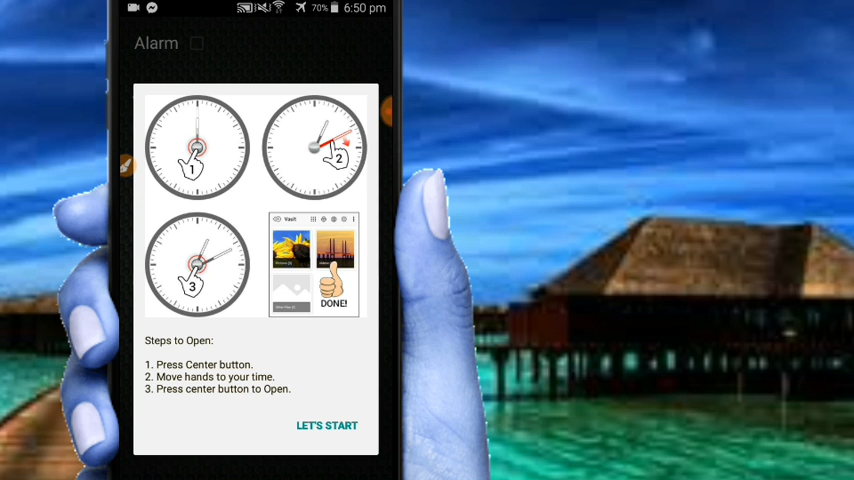 70% 6:50 pm
Alarm
1
2
3
Vault
DONE!
Steps to Open:
1. Press Center button.
2. Move hands to your time.
3. Press center button to Open.
LET'S START